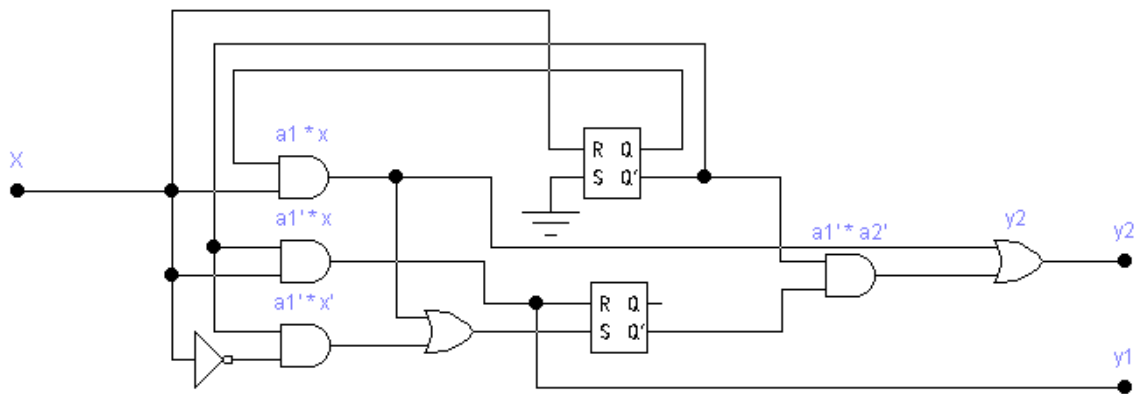 a1 * x
X
R Q
S Q'
a1' * x
a1' * a2'
y2
y2
a1' * x'
R Q
S Q'
y1